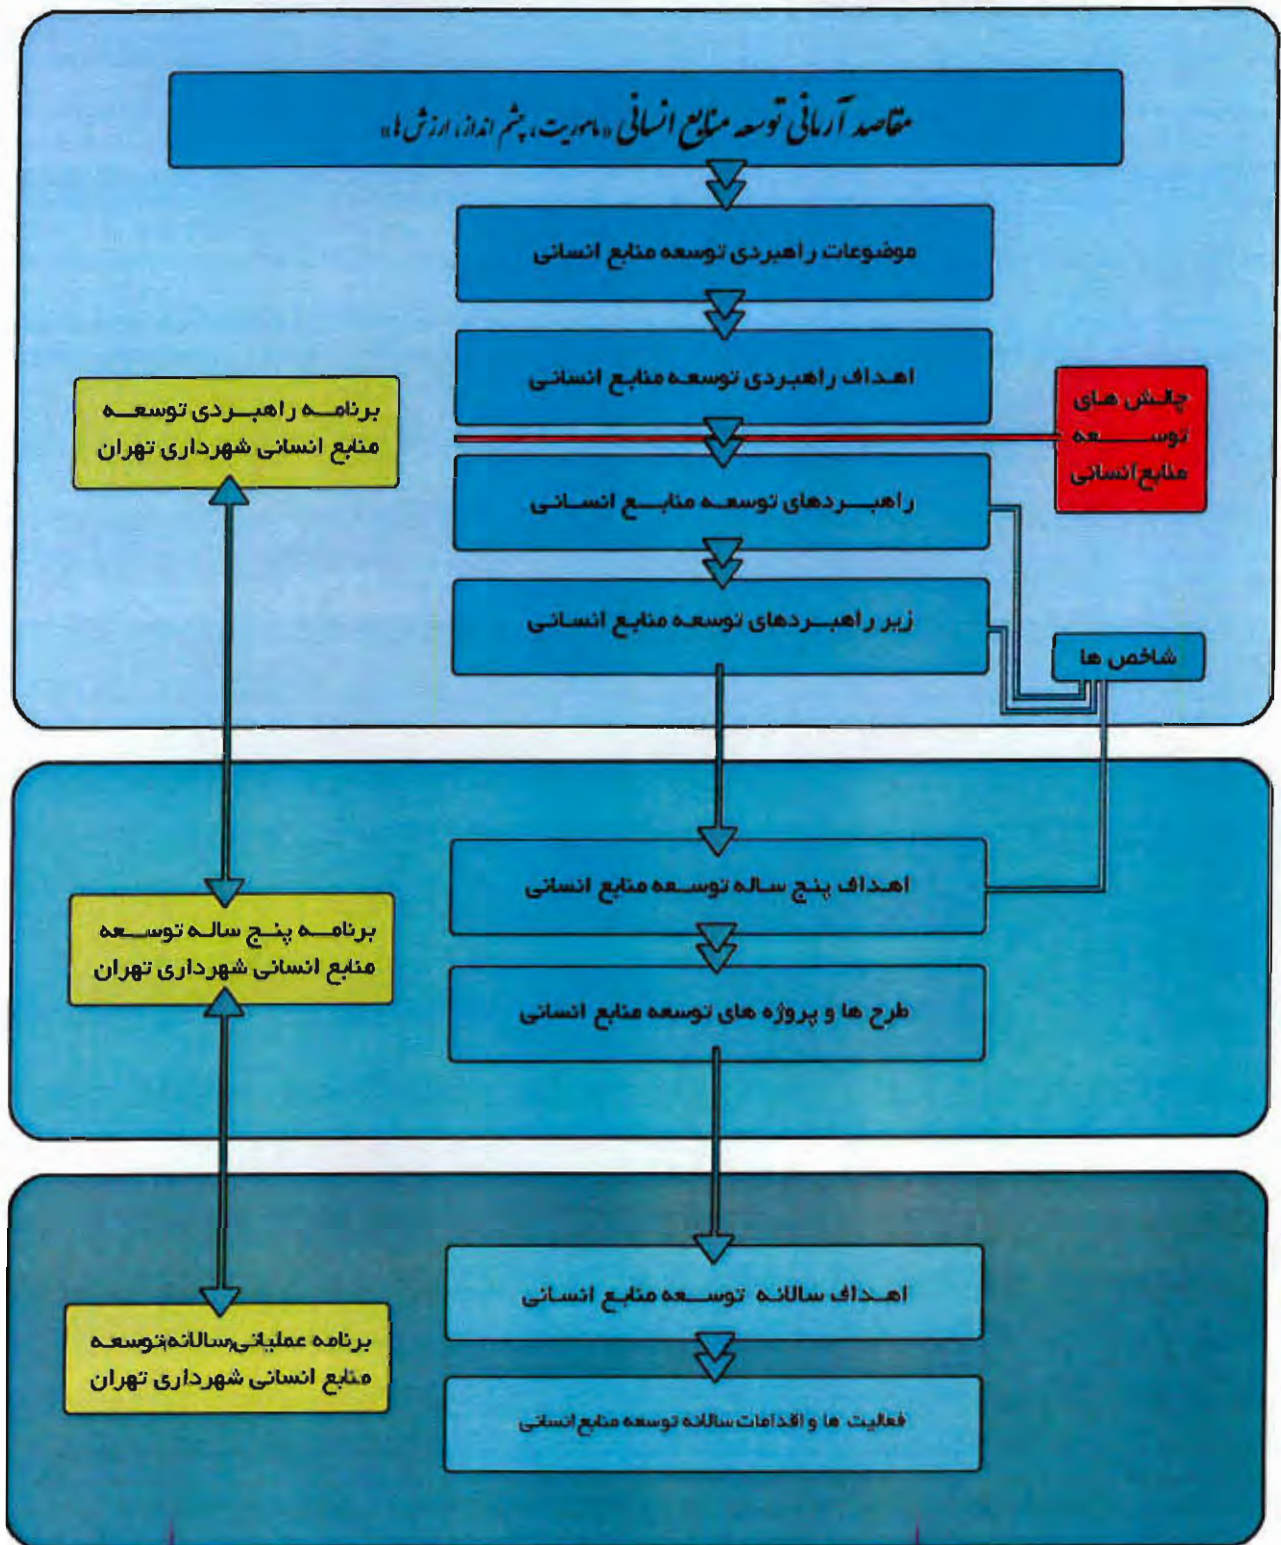 مقاصد آرمانی توسعه منابع انسانی «ماموریت، چشم انداز، ارزش ها»
موضوعات راهبردی توسعه منابع انسانی
اهداف راهبردی توسعه منابع انسانی
چالش های
توسعه
منابع انسانی
برنامه راهبردی توسعه
منابع انسانی شهرداری تهران
راهبردهای توسعه منابع انسانی
زیر راهبردهای توسعه منابع انسانی
شاخص ها
اهداف پنج ساله توسعه منابع انسانی
برنامه پنج ساله توسعه
منابع انسانی شهرداری تهران
طرح ها و پروژه های توسعه منابع انسانی
اهداف سالانه توسعه منابع انسانی
برنامه عملیاتی(سالانه)توسعه
منابع انسانی شهرداری تهران
فعالیت ها و اقدامات سالانه توسعه منابع انسانی